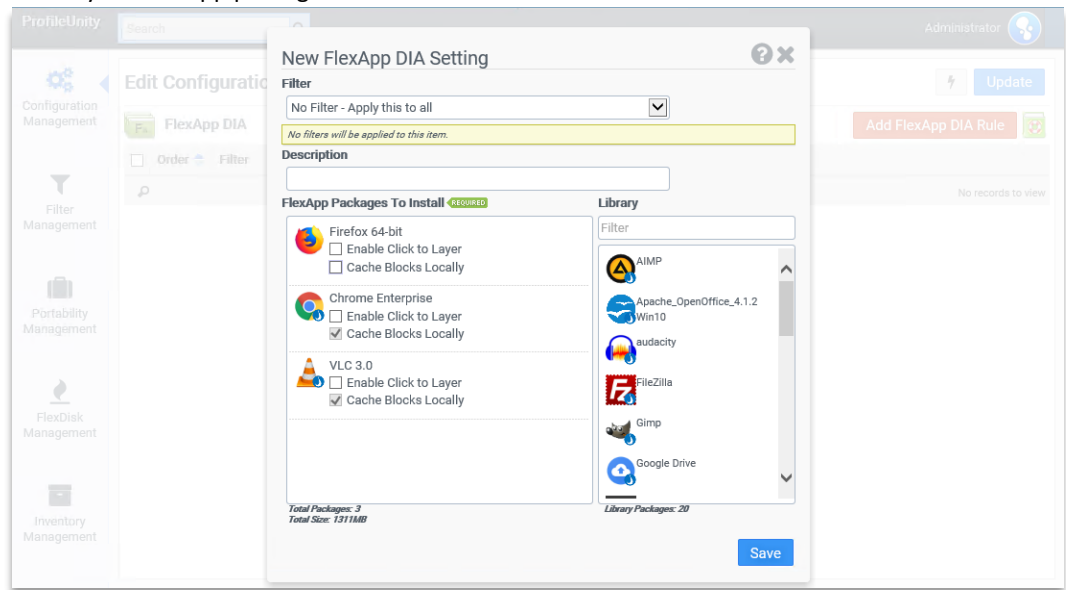 ProfileUnity
Search
Administrator
New FlexApp DIA Setting
Filter
No Filter - Apply this to all
No filters will be applied to this item.
Description
FlexApp Packages To Install REQUIRED
Library
Filter
Firefox 64-bit
Enable Click to Layer
Cache Blocks Locally
Chrome Enterprise
Enable Click to Layer
Cache Blocks Locally
VLC 3.0
Enable Click to Layer
Cache Blocks Locally
Total Packages: 3
Total Size: 1311MB
AIMP
Apache_OpenOffice_4.1.2
Win10
audacity
FileZilla
Gimp
Google Drive
Library Packages: 20
Save
Edit Configuratio
Update
FlexApp DIA
Add FlexApp DIA Rule
Order
Filter
No records to view
Configuration
Management
Filter
Management
Portability
Management
FlexDisk
Management
Inventory
Management